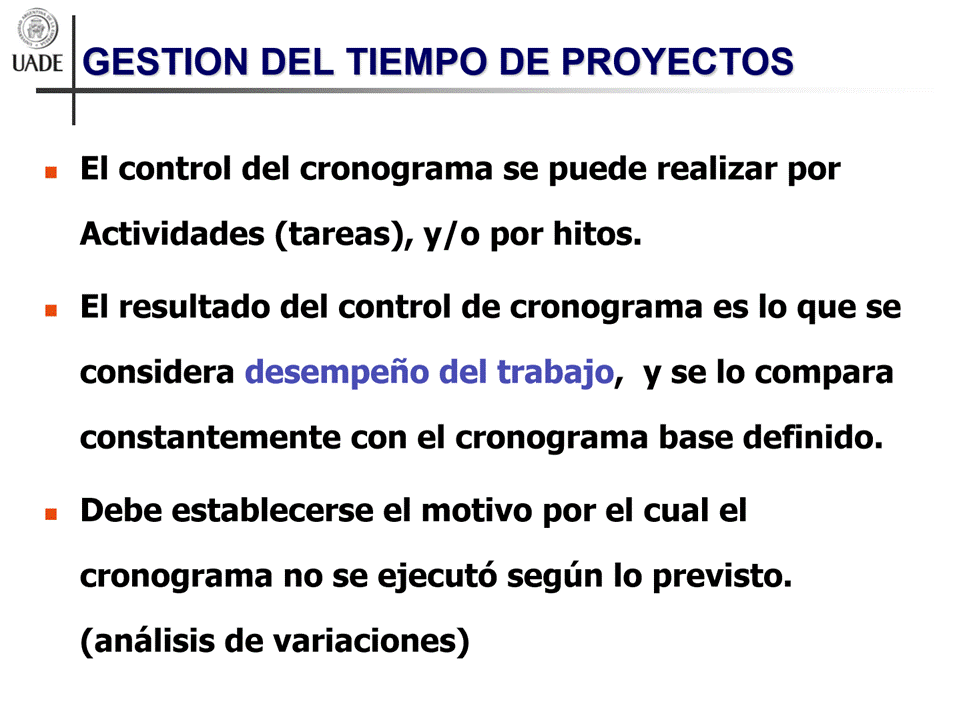 UADE
GESTION DEL TIEMPO DE PROYECTOS
El control del cronograma se puede realizar por
Actividades (tareas), y/o por hitos.
El resultado del control de cronograma es lo que se
considera desempeño del trabajo,  y se lo compara
constantemente con el cronograma base definido.
Debe establecerse el motivo por el cual el
cronograma no se ejecutó según lo previsto.
(análisis de variaciones)